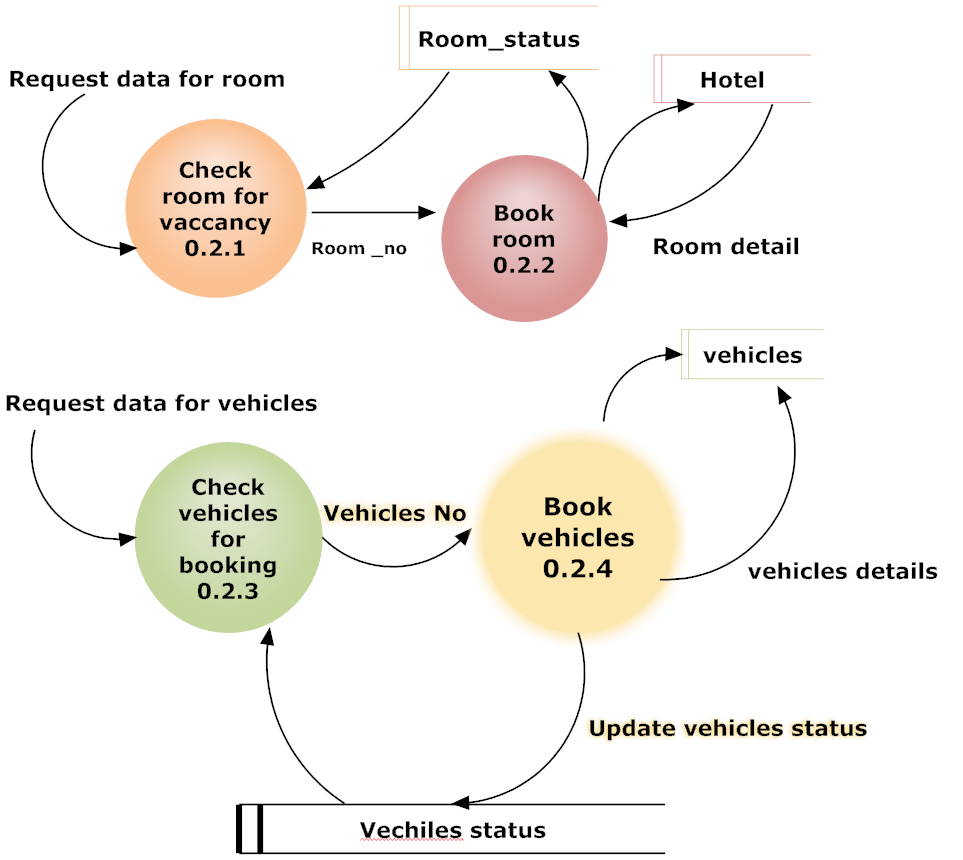 Room_status
Hotel
Request data for room
Check
room for
vaccancy
0.2.1
Book
room
0.2.2
Room _no
Room detail
vehicles
Request data for vehicles
Check
vehicles
for
booking
0.2.3
Vehicles No
Book
vehicles
0.2.4
vehicles details
Update vehicles status
Vechiles status